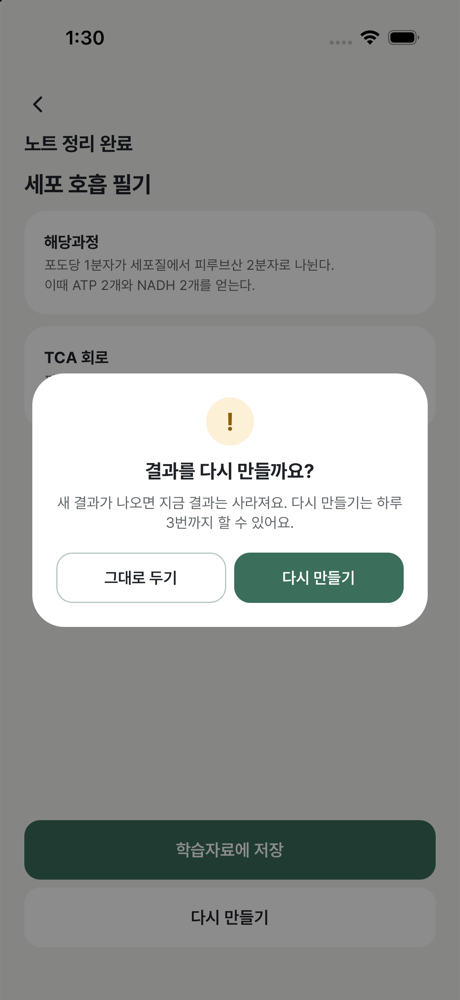 1:30
노트 정리 완료
세포 호흡 필기
해당과정
포도당 1분자가 세포질에서 피루브산 2분자로 나뉜다.
이때 ATP 2개와 NADH 2개를 얻는다.
TCA 회로
!
결과를 다시 만들까요?
새 결과가 나오면 지금 결과는 사라져요. 다시 만들기는 하루
3번까지 할 수 있어요.
그대로 두기
다시 만들기
학습자료에 저장
다시 만들기